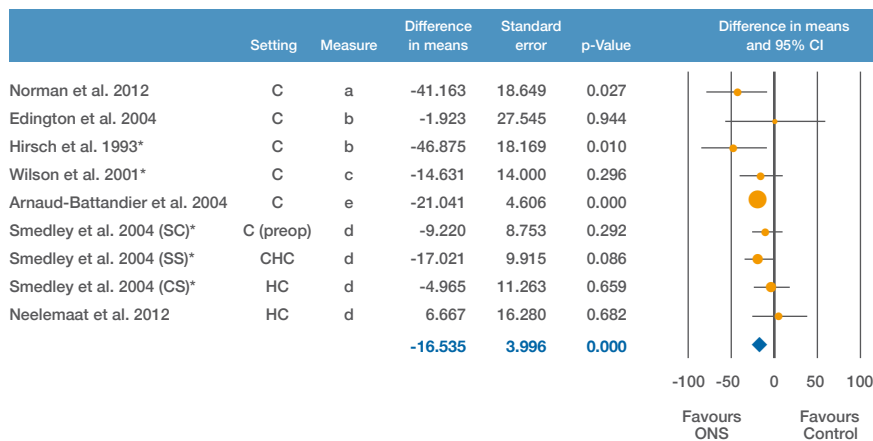 Setting Measure Difference in means Standard error p-Value Difference in means and 95% CI
Norman et al. 2012 C a -41.163 18.649 0.027
Edington et al. 2004 C b -1.923 27.545 0.944
Hirsch et al. 1993* C b -46.875 18.169 0.010
Wilson et al. 2001* C c -14.631 14.000 0.296
Arnaud-Battandier et al. 2004 C e -21.041 4.606 0.000
Smedley et al. 2004 (SC)* C (preop) d -9.220 8.753 0.292
Smedley et al. 2004 (SS)* CHC d -17.021 9.915 0.086
Smedley et al. 2004 (CS)* HC d -4.965 11.263 0.659
Neelemaat et al. 2012 HC d 6.667 16.280 0.682
-16.535 3.996 0.000
-100 -50 0 50 100
Favours ONS Favours Control